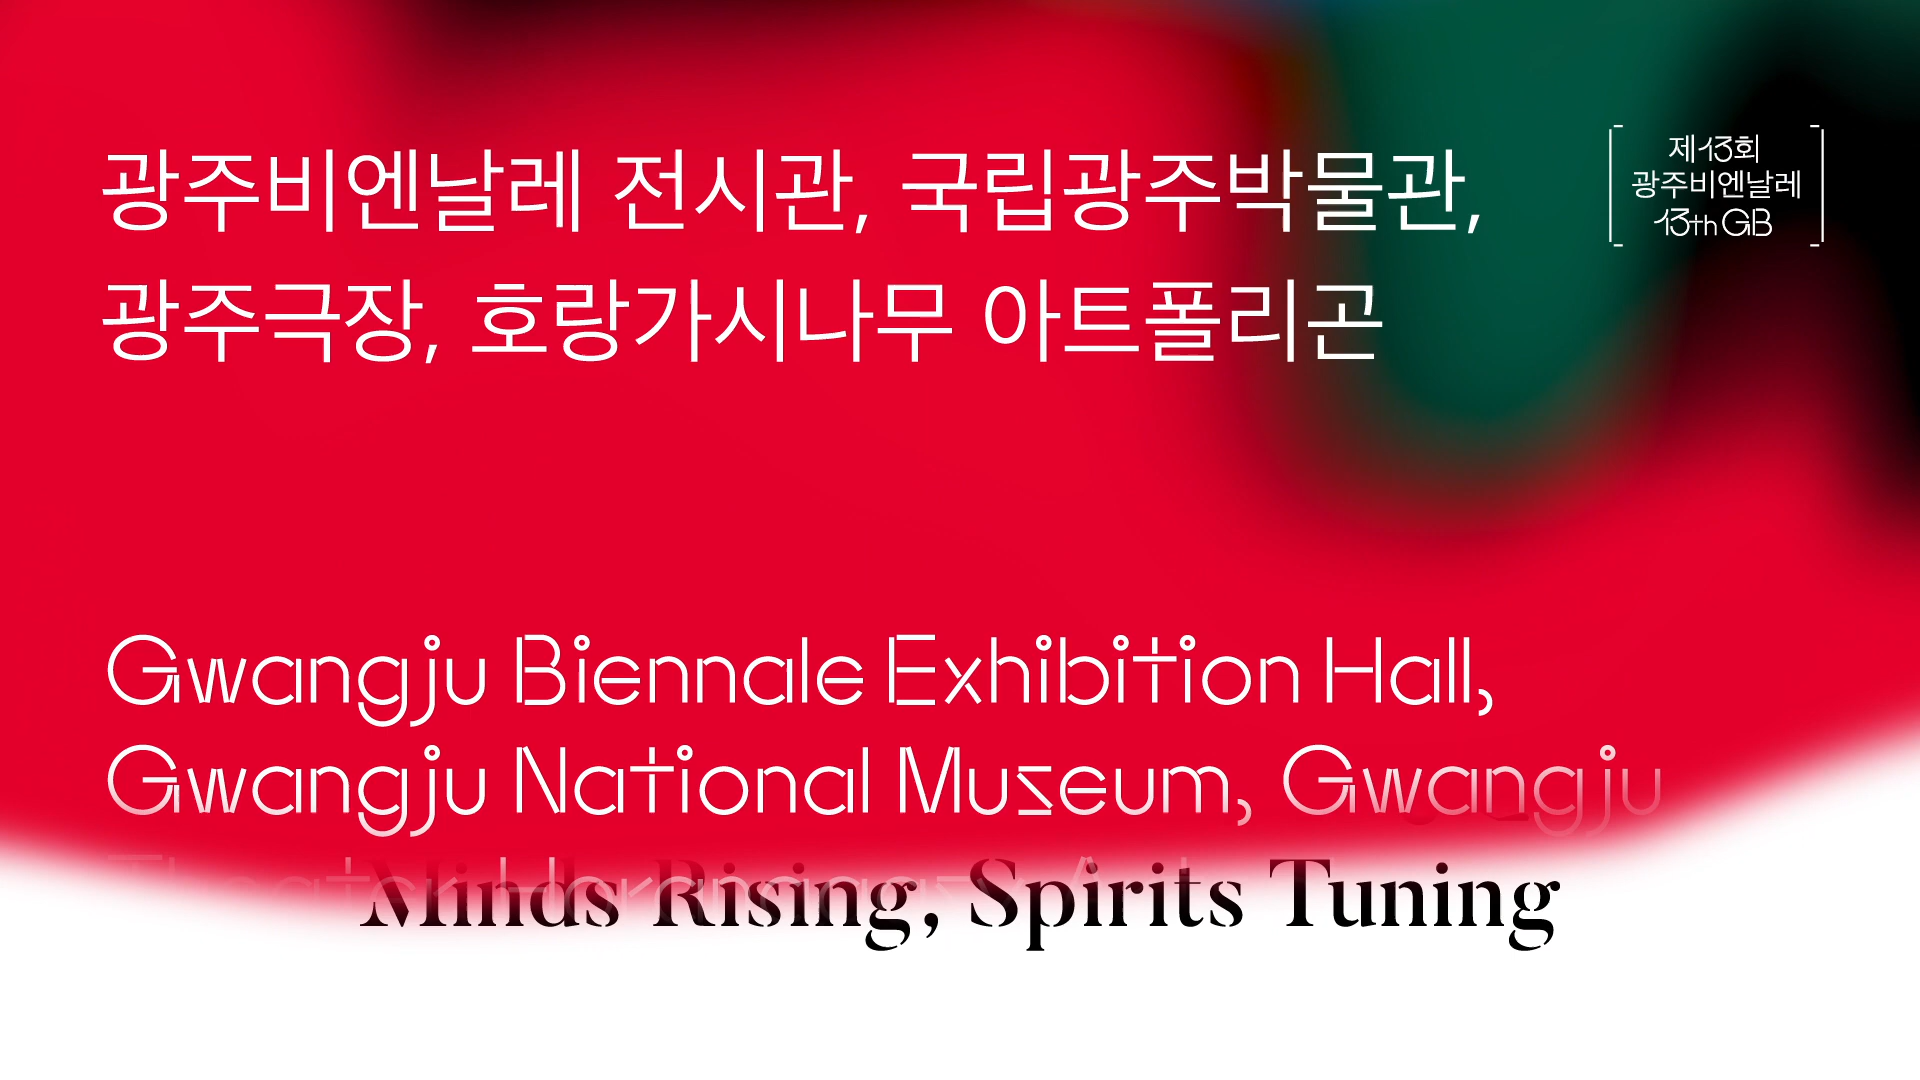 광주비엔날레 전시관, 국립광주박물관,
광주극장, 호랑가시나무 아트폴리곤
제13회
광주비엔날레
13th GB
Gwangju Biennale Exhibition Hall,
Gwangju National Museum, Gwangju
Theater
Minds Rising, Spirits Tuning